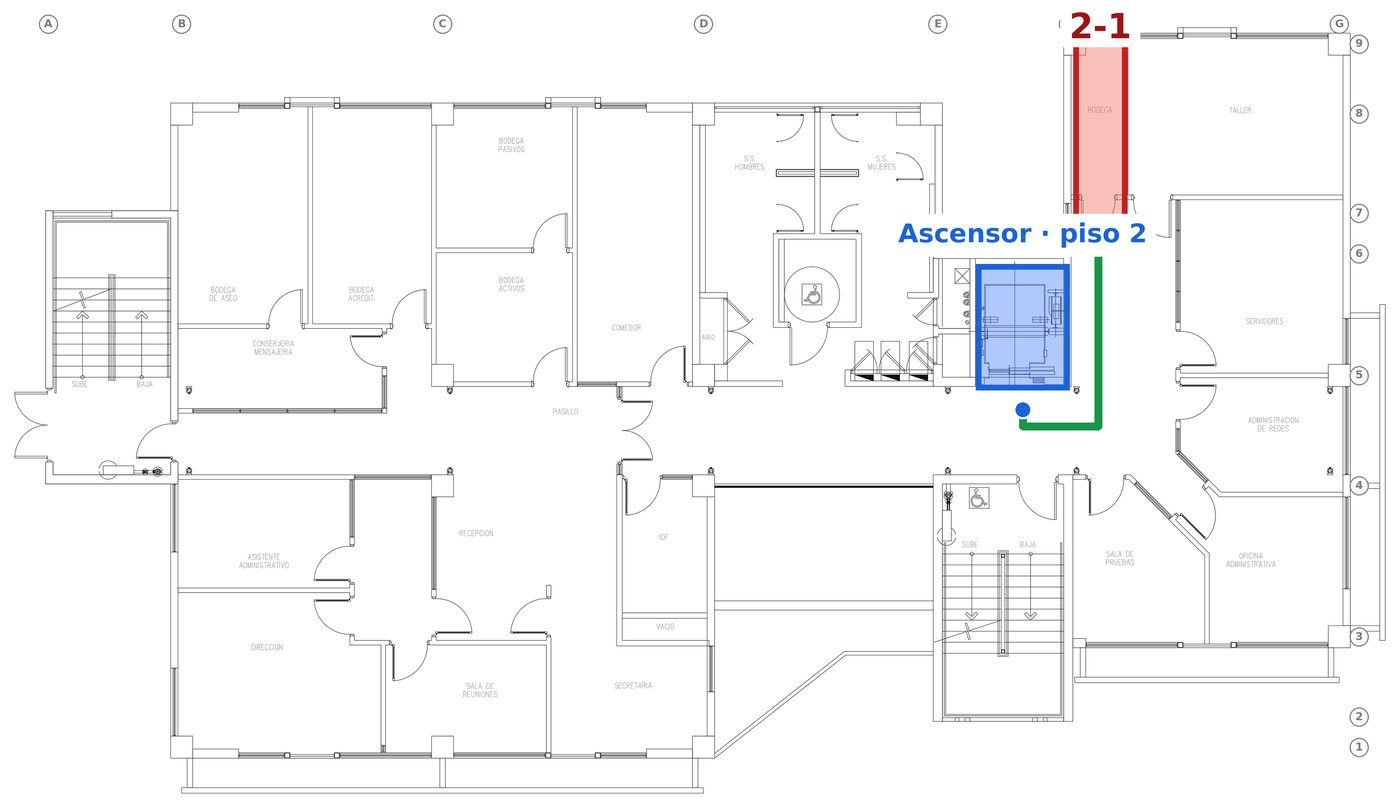 A
B
C
D
E
2-1
G
9
BODEGA
TALLER
8
BODEGA
PASIVOS
S.S.
HOMBRES
S.S.
MUJERES
7
Ascensor · piso 2
6
BODEGA
DE ASEO
BODEGA
ACREDIT.
BODEGA
ACTIVOS
COMEDOR
ASEO
SERVIDORES
CONSERJERIA
MENSAJERIA
SUBE
BAJA
5
PASILLO
ADMINISTRACION
DE REDES
4
ASISTENTE
ADMINISTRATIVO
RECEPCION
IDF
SUBE
BAJA
SALA DE
PRUEBAS
OFICINA
ADMINISTRATIVA
VACIO
3
DIRECCION
SALA DE
REUNIONES
SECRETARIA
2
1